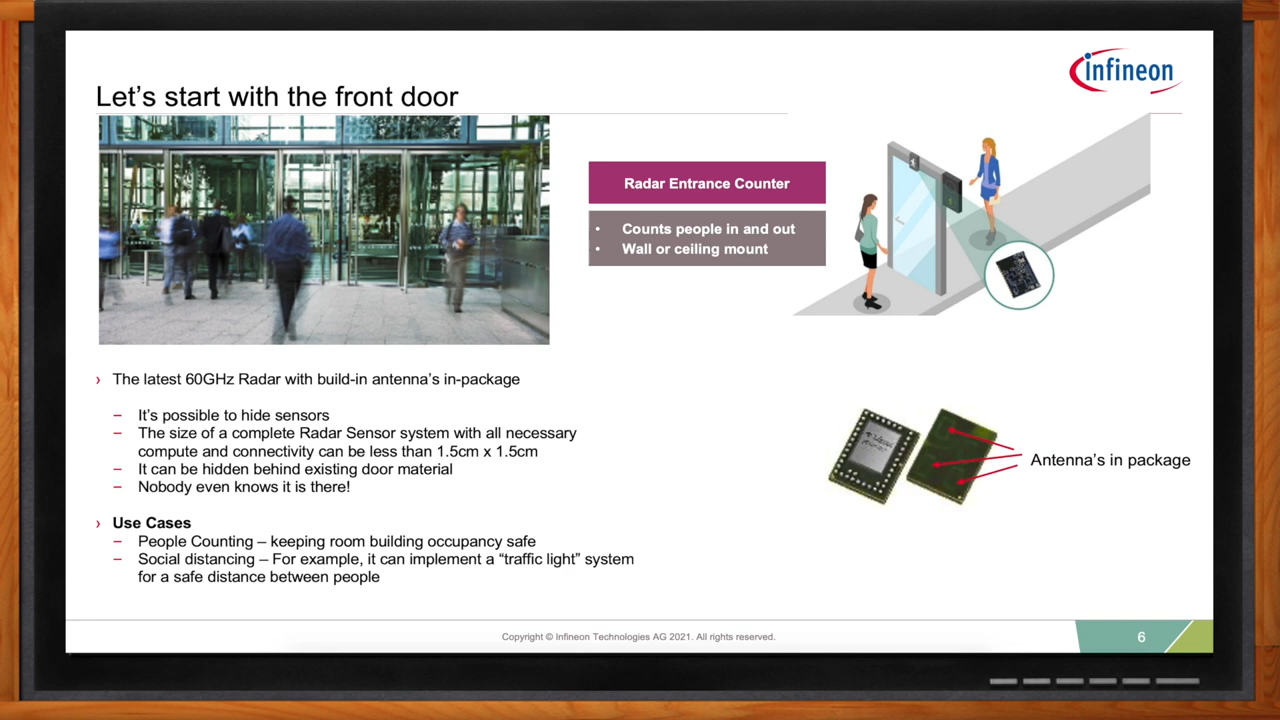 infineon
Let's start with the front door
Radar Entrance Counter
• Counts people in and out
• Wall or ceiling mount
› The latest 60GHz Radar with build-in antenna's in-package
– It's possible to hide sensors
– The size of a complete Radar Sensor system with all necessary
compute and connectivity can be less than 1.5cm x 1.5cm
– It can be hidden behind existing door material
– Nobody even knows it is there!
Antenna's in package
› Use Cases
– People Counting – keeping room building occupancy safe
– Social distancing – For example, it can implement a “traffic light” system
for a safe distance between people
Copyright © Infineon Technologies AG 2021. All rights reserved.
6